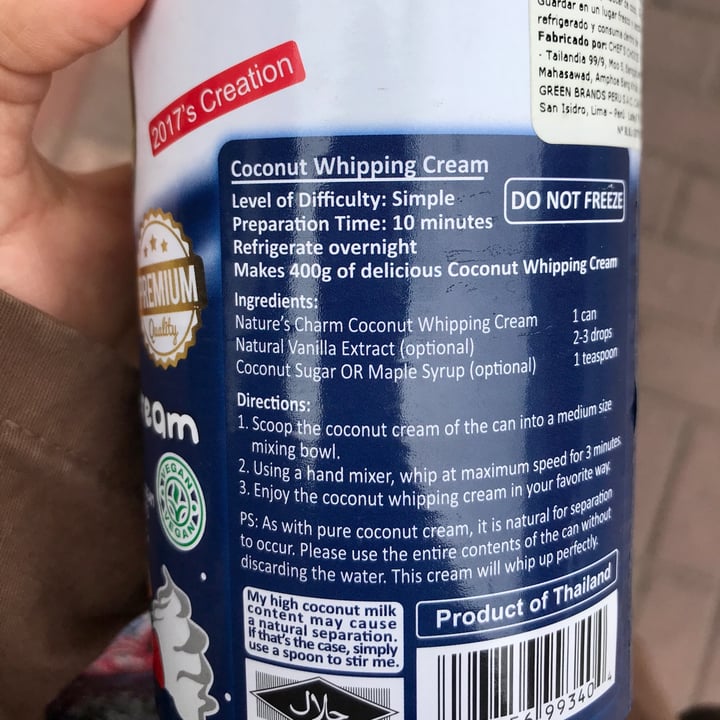 Guardar en un lugar
refrigerado y consuma
Fabricado por: CHEF'S
- Tailandia 99/9, Moo 5,
Mahasawad, Amphoe
GREEN BRANDS PERU S.A.C.
San Isidro, Lima - Perú
2017's Creation
Coconut Whipping Cream
Level of Difficulty: Simple
DO NOT FREEZE
Preparation Time: 10 minutes
Refrigerate overnight
Makes 400g of delicious Coconut Whipping Cream
PREMIUM
Quality
Ingredients:
Nature's Charm Coconut Whipping Cream 1 can
Natural Vanilla Extract (optional) 2-3 drops
Coconut Sugar OR Maple Syrup (optional) 1 teaspoon
Directions:
1. Scoop the coconut cream of the can into a medium size
mixing bowl.
2. Using a hand mixer, whip at maximum speed for 3 minutes.
3. Enjoy the coconut whipping cream in your favorite way.
PS: As with pure coconut cream, it is natural for separation
to occur. Please use the entire contents of the can without
discarding the water. This cream will whip up perfectly.
eam
VEGAN
VEGAN
My high coconut milk
content may cause
a natural separation.
If that's the case, simply
use a spoon to stir me.
Product of Thailand
حلال
99340 4